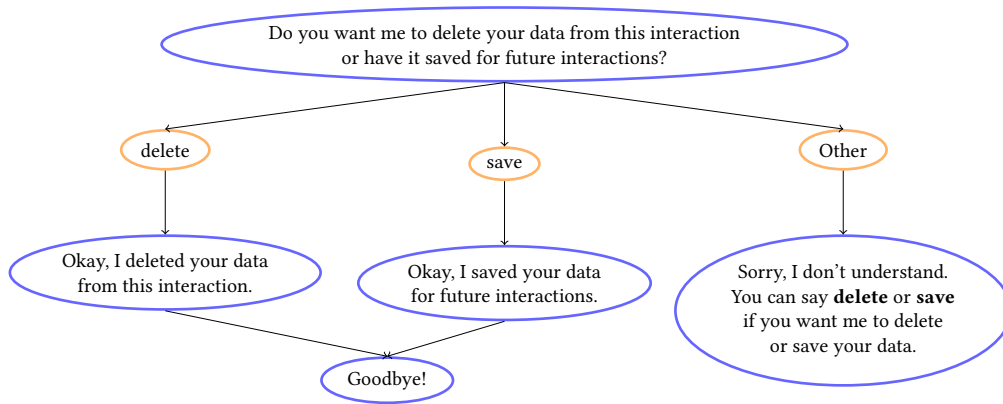 Do you want me to delete your data from this interaction
or have it saved for future interactions?
delete
save
Other
Okay, I deleted your data
from this interaction.
Okay, I saved your data
for future interactions.
Sorry, I don’t understand.
You can say delete or save
if you want me to delete
or save your data.
Goodbye!